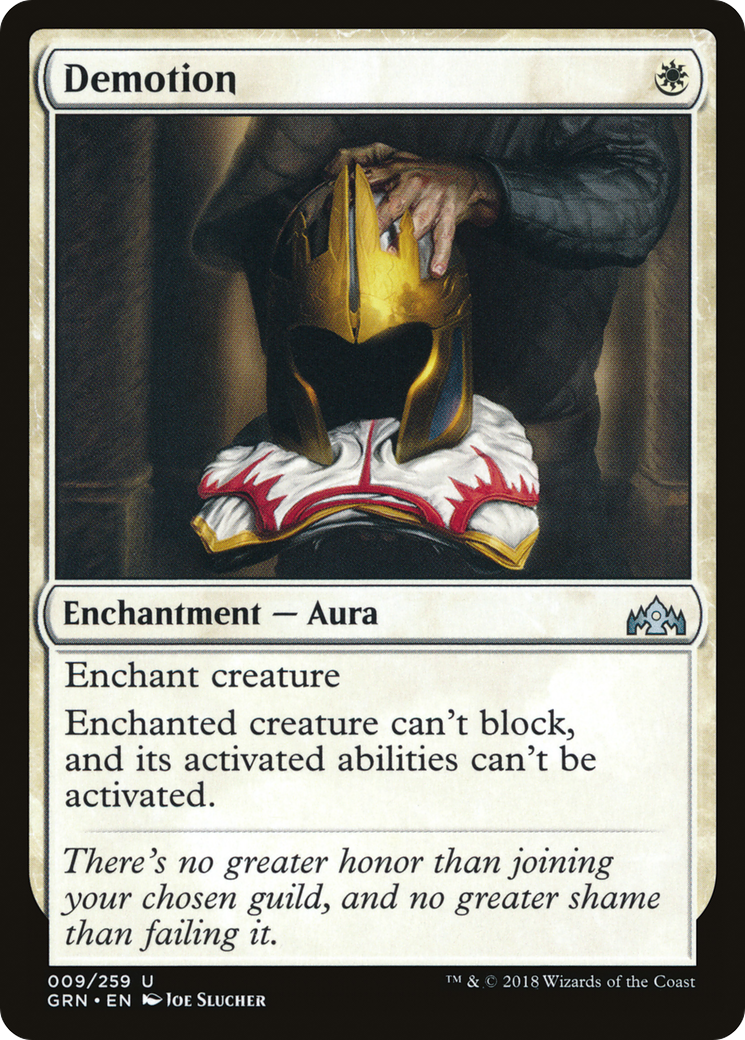 Demotion
Enchantment — Aura
Enchant creature
Enchanted creature can't block,
and its activated abilities can't be
activated.
There's no greater honor than joining
your chosen guild, and no greater shame
than failing it.
009/259 U
™ & © 2018 Wizards of the Coast
GRN • EN Joe Slucher